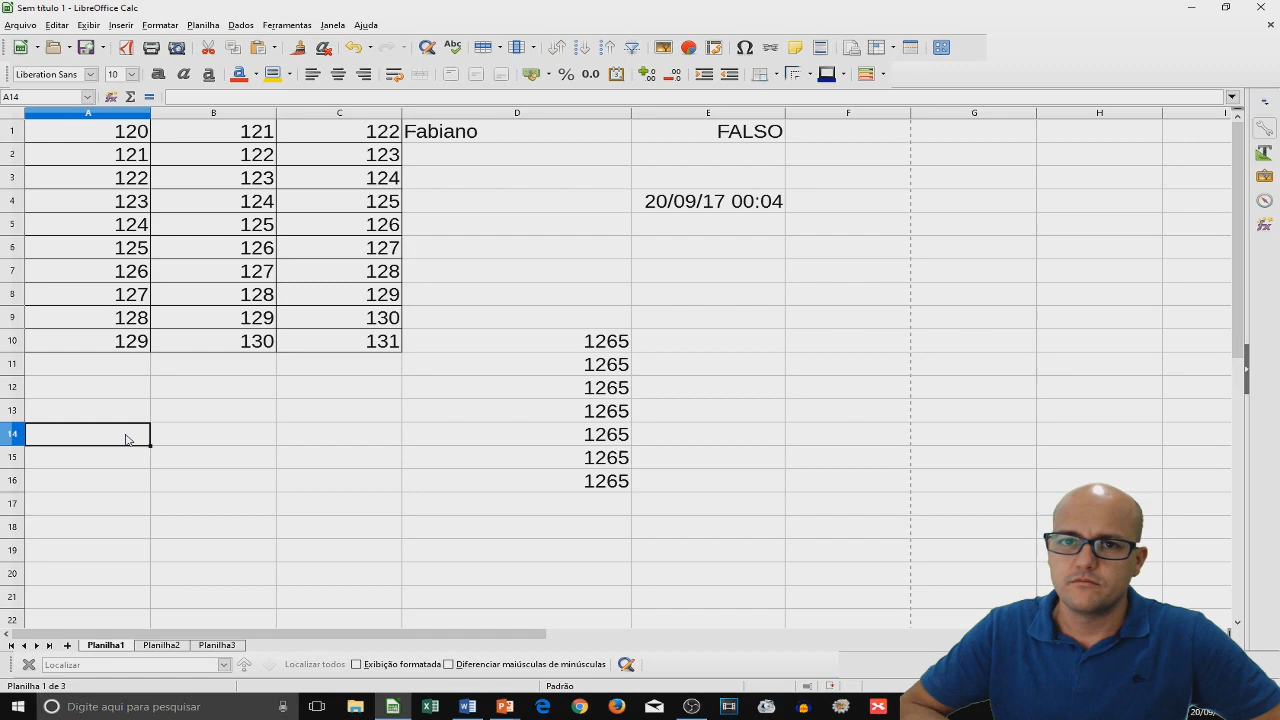 Sem título 1 - LibreOffice Calc
Arquivo Editar Exibir Inserir Formatar Planilha Dados Ferramentas Janela Ajuda
Liberation Sans 10
A14
A B C D E F G H I
1 120 121 122 Fabiano FALSO
2 121 122 123
3 122 123 124
4 123 124 125 20/09/17 00:04
5 124 125 126
6 125 126 127
7 126 127 128
8 127 128 129
9 128 129 130
10 129 130 131 1265
11 1265
12 1265
13 1265
14 1265
15 1265
16 1265
17
18
19
20
21
22
Planilha1 Planilha2 Planilha3
Localizar Localizar todos Exibição formatada Diferenciar maiúsculas de minúsculas
Planilha 1 de 3 Padrão
Digite aqui para pesquisar